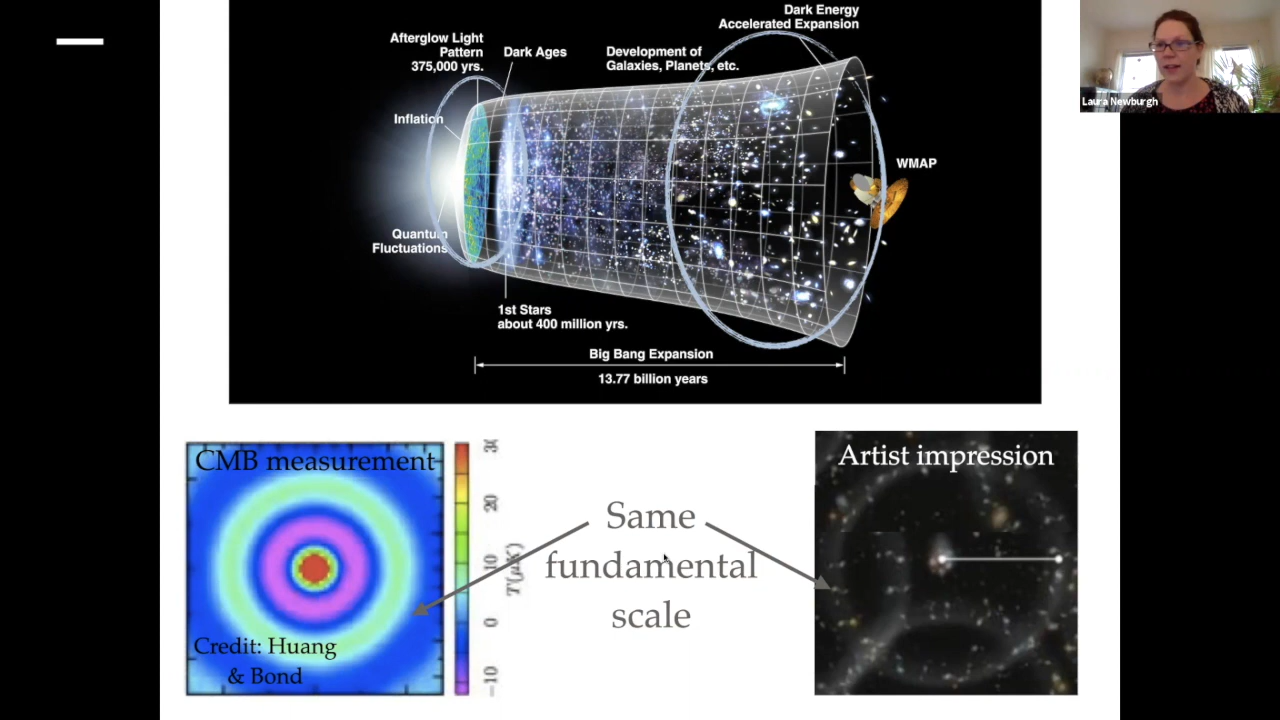 Dark Energy
Accelerated Expansion
Afterglow Light
Pattern
375,000 yrs.
Dark Ages
Development of
Galaxies, Planets, etc.
Laura Newburgh
Inflation
WMAP
Quantum
Fluctuations
1st Stars
about 400 million yrs.
Big Bang Expansion
13.77 billion years
CMB measurement
30
20
10
0
−10
T(μK)
Credit: Huang
& Bond
Same
fundamental
scale
Artist impression